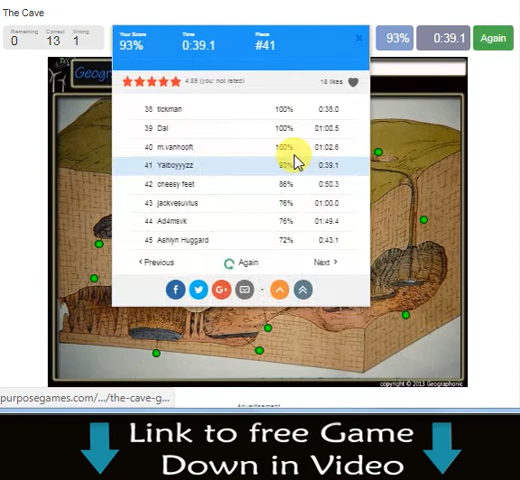 The Cave
Remaining Correct Wrong
0 13 1
93% 0:39.1 Again
Your Score Time Place
93% 0:39.1 #41
4.89 (you: not rated) 18 likes
38 tickman 100% 0:38.0
39 Dai 100% 01:00.5
40 m.vanhooft 100% 01:02.6
41 Yalboyyyzz 93% 0:39.1
42 cheesy feet 86% 0:50.3
43 jackvesuvius 76% 01:00.0
44 Ad4msvk 76% 01:49.4
45 Ashlyn Huggard 72% 0:43.1
Previous Again Next
copyright © 2013 Geographonic
purposegames.com/.../the-cave-g...
Advertisement
Link to free Game
Down in Video